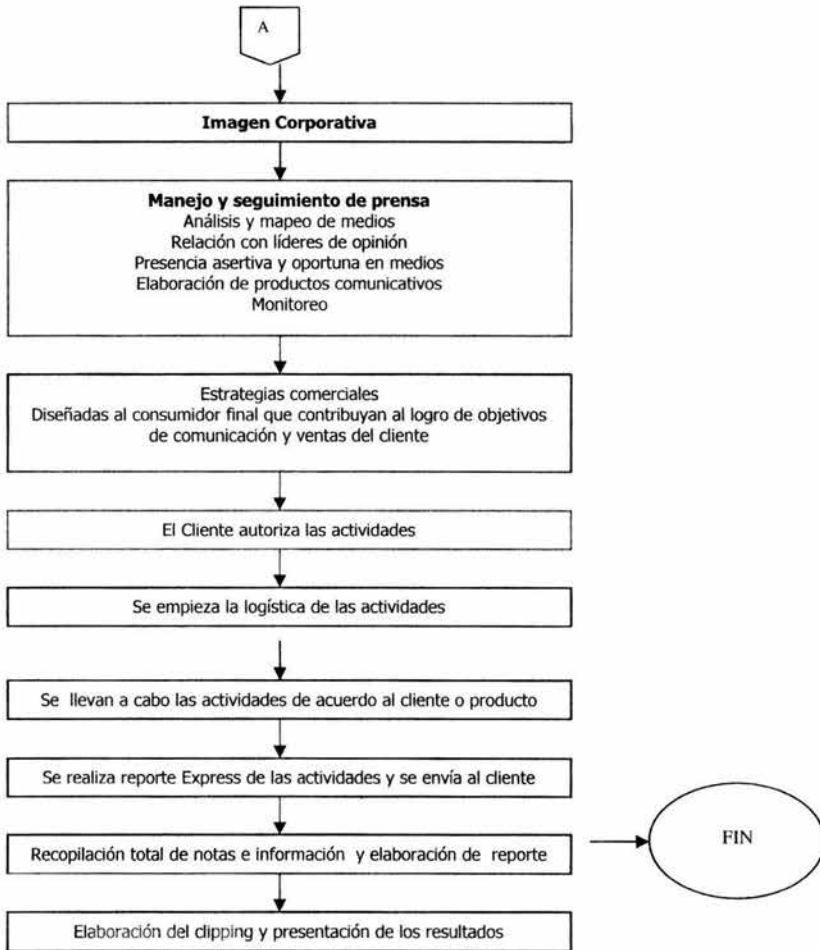 A
Imagen Corporativa
Manejo y seguimiento de prensa
Análisis y mapeo de medios
Relación con líderes de opinión
Presencia asertiva y oportuna en medios
Elaboración de productos comunicativos
Monitoreo
Estrategias comerciales
Diseñadas al consumidor final que contribuyan al logro de objetivos
de comunicación y ventas del cliente
El Cliente autoriza las actividades
Se empieza la logística de las actividades
Se llevan a cabo las actividades de acuerdo al cliente o producto
Se realiza reporte Express de las actividades y se envía al cliente
Recopilación total de notas e información y elaboración de reporte
FIN
Elaboración del clipping y presentación de los resultados